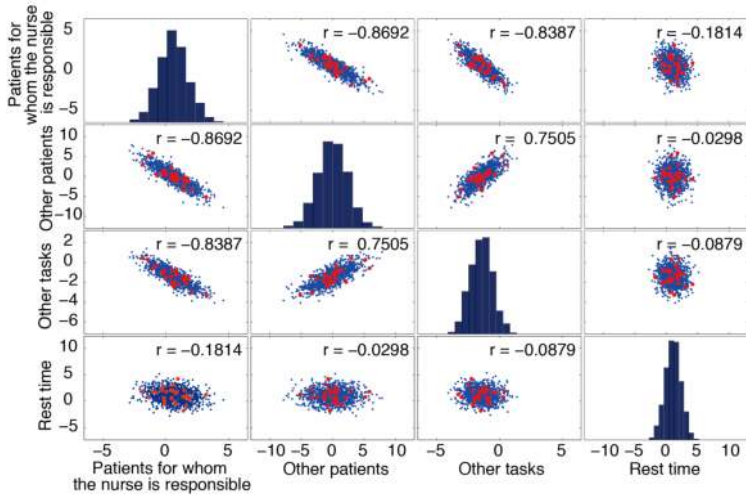 Patients for
whom the nurse
is responsible
5
0
−5
r = −0.8692
r = −0.8387
r = −0.1814
Other patients
10
5
0
−5
−10
r = −0.8692
r = 0.7505
r = −0.0298
Other tasks
2
0
−2
−4
−6
r = −0.8387
r = 0.7505
r = −0.0879
Rest time
10
5
0
−5
r = −0.1814
r = −0.0298
r = −0.0879
−5 0 5
−10 −5 0 5 10
−5 0 5
−10 −5 0 5 10
Patients for whom
the nurse is responsible
Other patients
Other tasks
Rest time